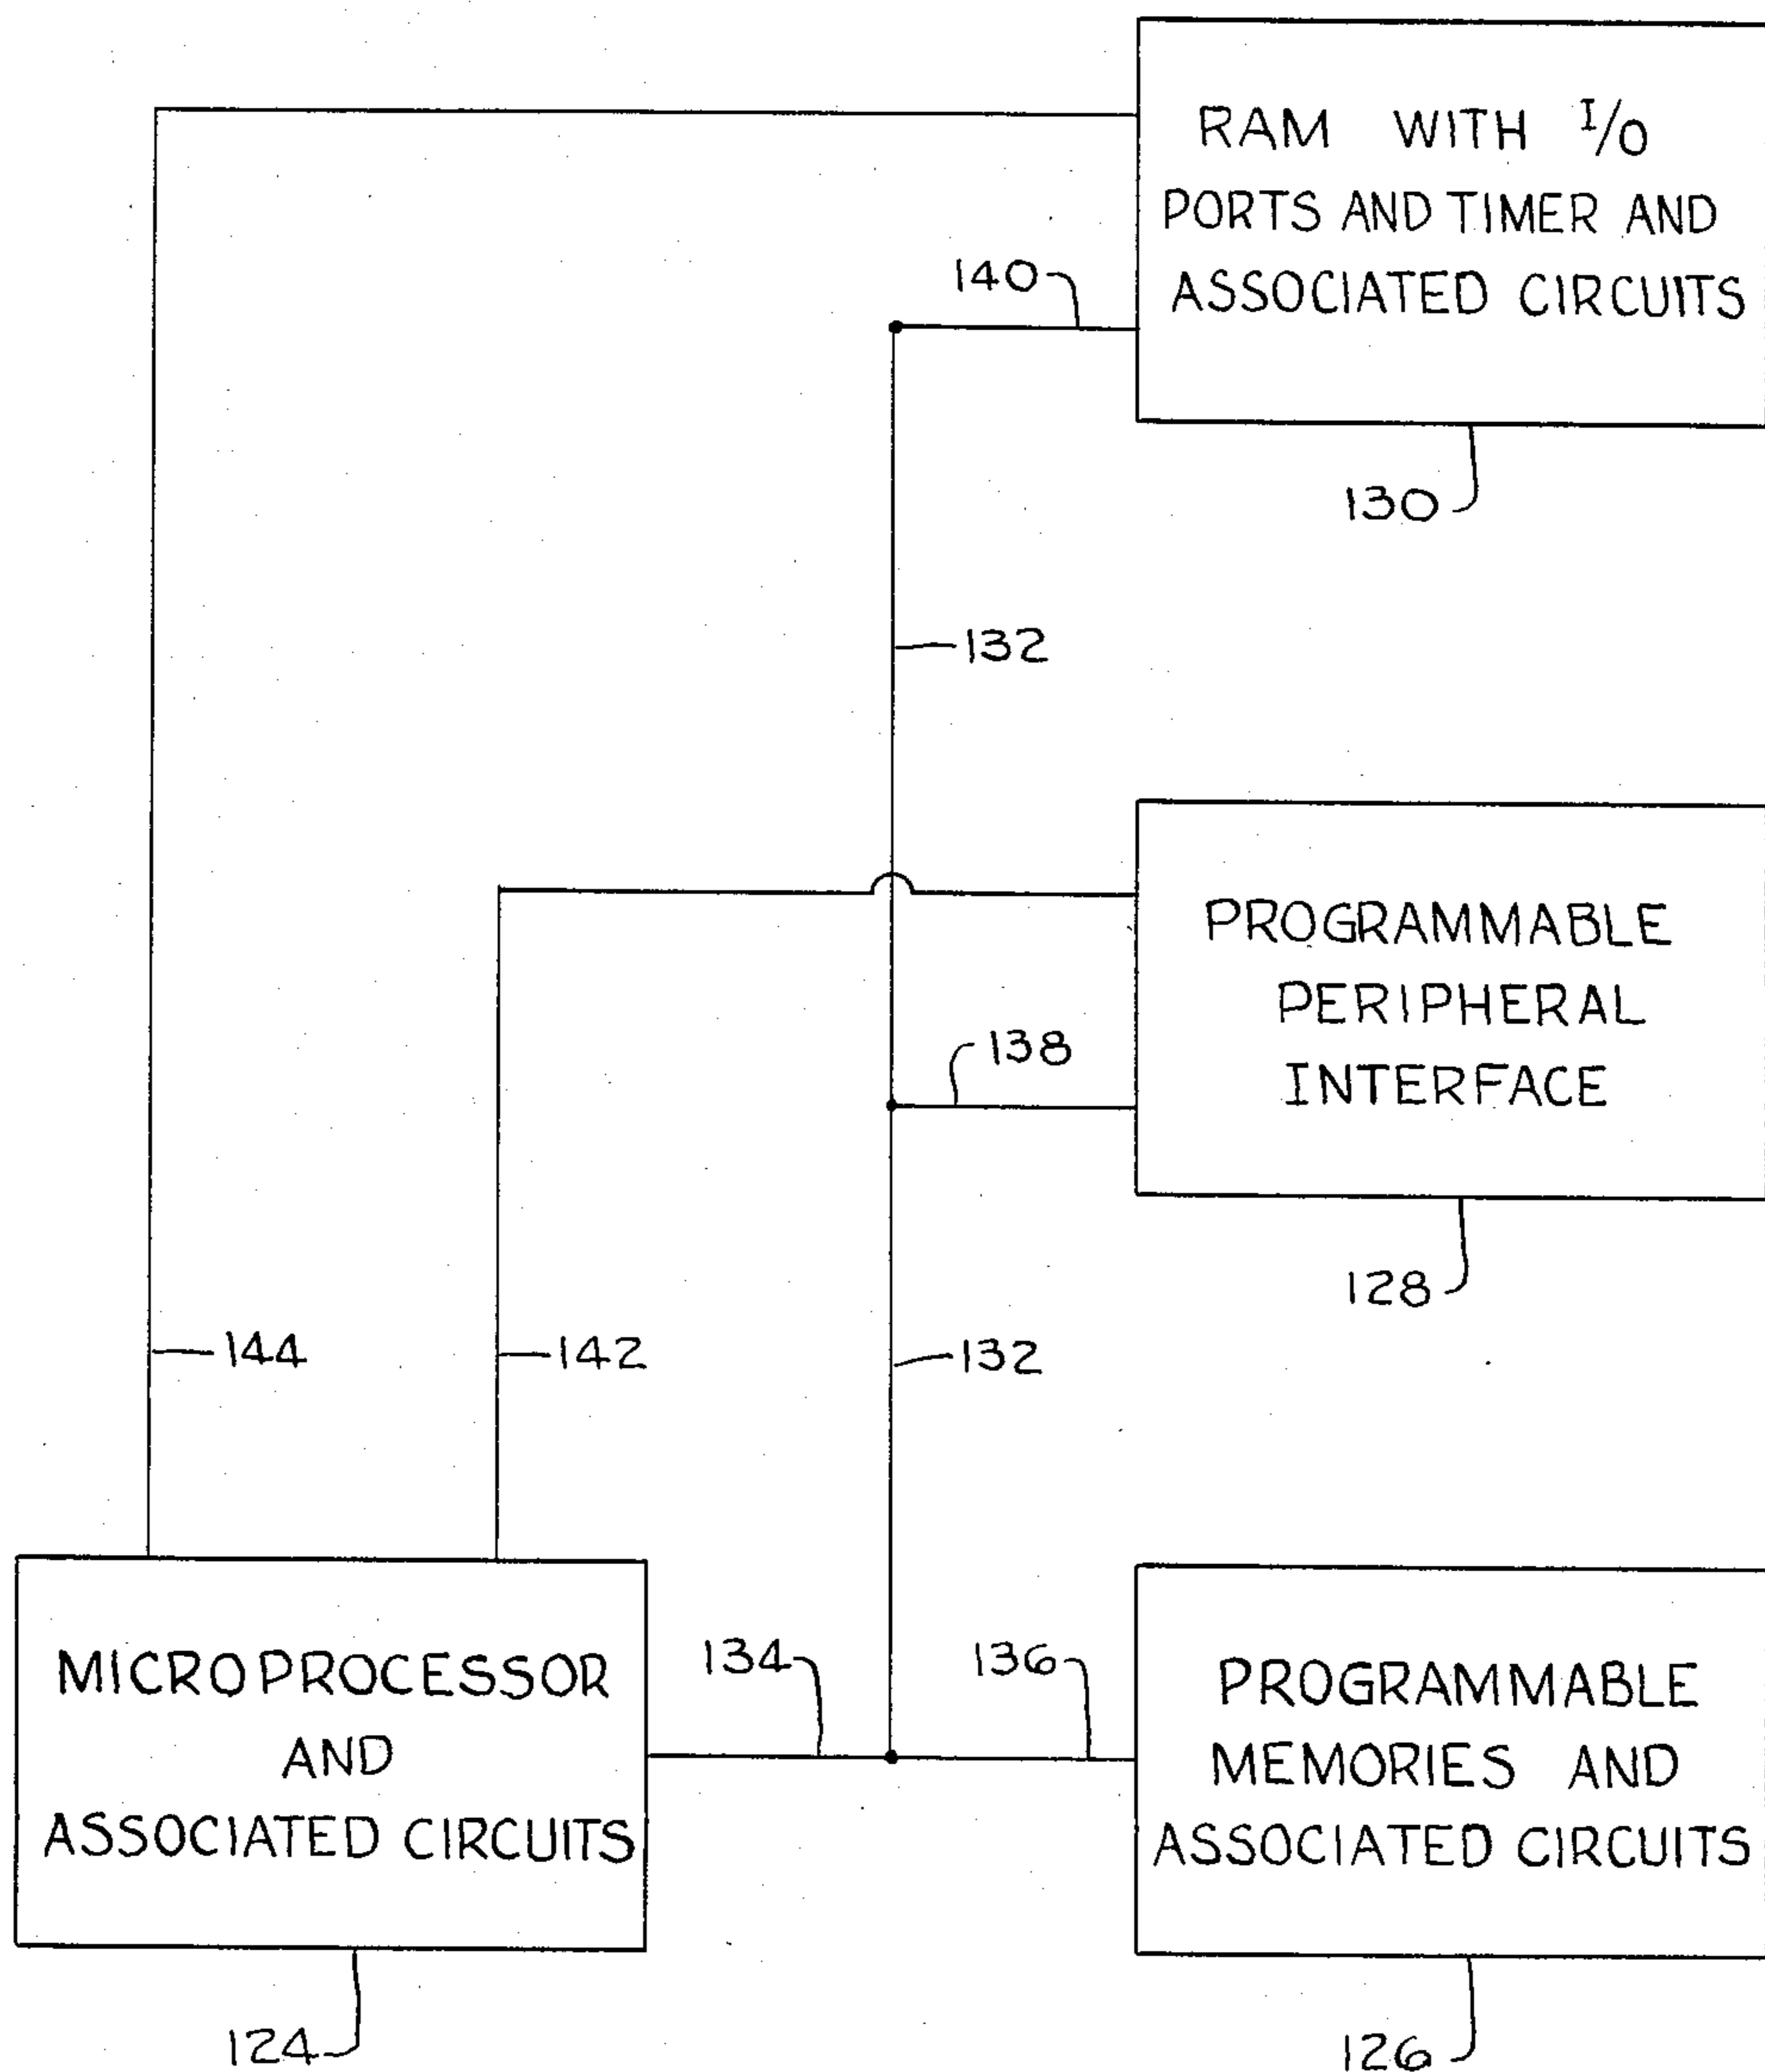 RAM WITH I/O
PORTS AND TIMER AND
ASSOCIATED CIRCUITS
140
130
132
PROGRAMMABLE
PERIPHERAL
INTERFACE
138
128
144
142
132
MICROPROCESSOR
AND
ASSOCIATED CIRCUITS
134
136
PROGRAMMABLE
MEMORIES AND
ASSOCIATED CIRCUITS
124
126